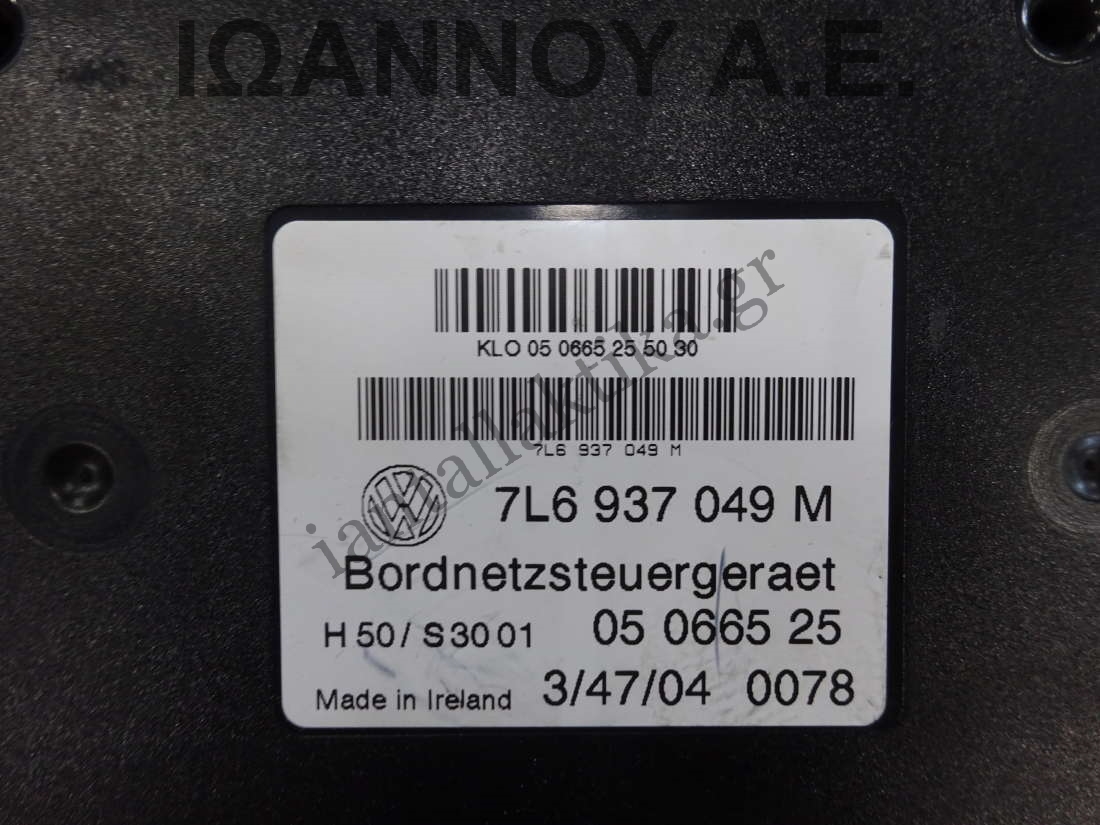 ΙΩΑΝΝΟΥ Α.Ε.
KLO 05 0665 25 50 30
7L6 937 049 M
7L6 937 049 M
Bordnetzsteuergeraet
H 50 / S 30 01 05 0665 25
Made in Ireland 3/47/04 0078